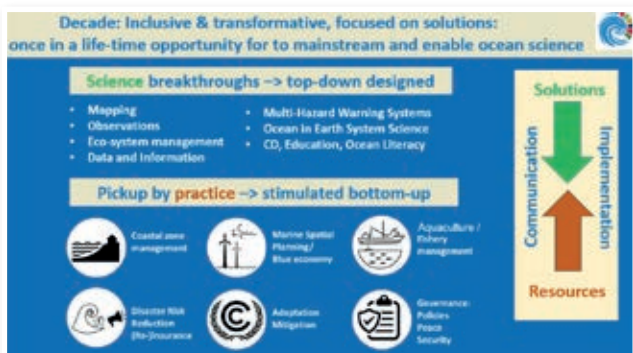 Decade: Inclusive & transformative, focused on solutions:
once in a life-time opportunity for to mainstream and enable ocean science
Science breakthroughs –> top-down designed
• Mapping
• Observations
• Eco-system management
• Data and Information
• Multi-Hazard Warning Systems
• Ocean in Earth System Science
• CD, Education, Ocean Literacy
Pickup by practice –> stimulated bottom-up
Coastal zone
management
Marine Spatial
Planning/
Blue economy
Aquaculture /
Fishery
management
Disaster Risk
Reduction
(Re-)Insurance
Adaptation
Mitigation
Governance:
Policies
Peace
Security
Solutions
Communication
Implementation
Resources